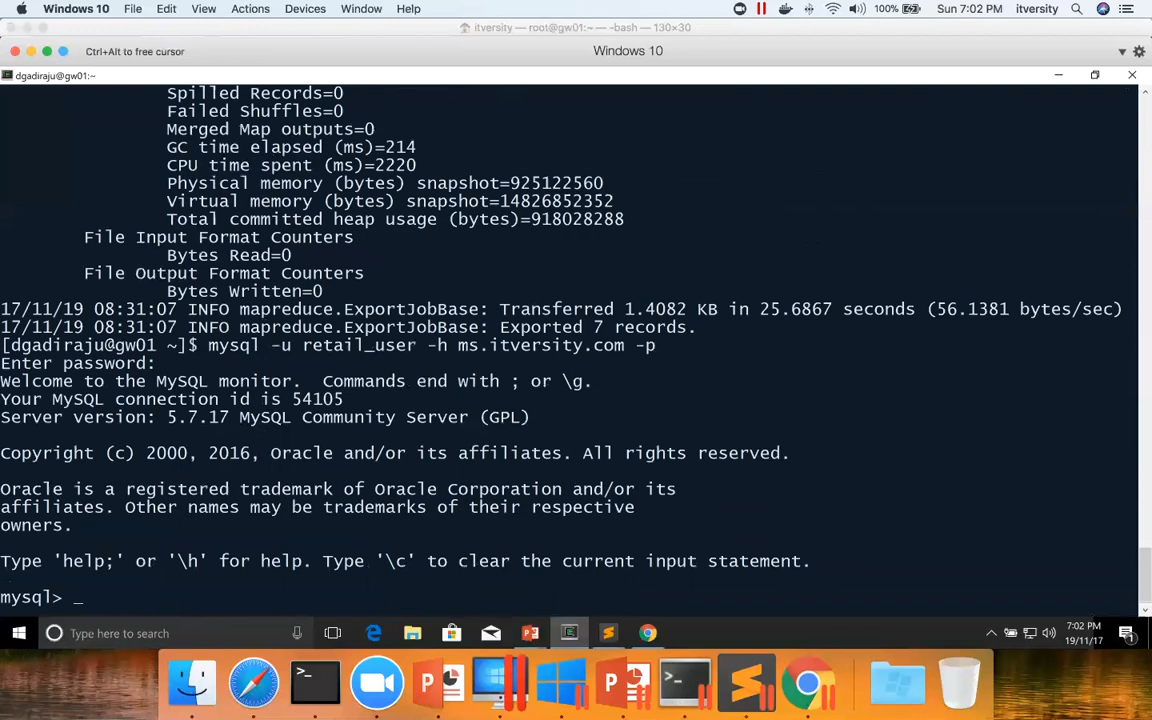 Windows 10 File Edit View Actions Devices Window Help 100% Sun 7:02 PM itversity
itversity — root@gw01:~ — -bash — 130×30
Ctrl+Alt to free cursor Windows 10
dgadiraju@gw01:~
Spilled Records=0
Failed Shuffles=0
Merged Map outputs=0
GC time elapsed (ms)=214
CPU time spent (ms)=2220
Physical memory (bytes) snapshot=925122560
Virtual memory (bytes) snapshot=14826852352
Total committed heap usage (bytes)=918028288
File Input Format Counters
Bytes Read=0
File Output Format Counters
Bytes Written=0
17/11/19 08:31:07 INFO mapreduce.ExportJobBase: Transferred 1.4082 KB in 25.6867 seconds (56.1381 bytes/sec)
17/11/19 08:31:07 INFO mapreduce.ExportJobBase: Exported 7 records.
[dgadiraju@gw01 ~]$ mysql -u retail_user -h ms.itversity.com -p
Enter password:
Welcome to the MySQL monitor.  Commands end with ; or \g.
Your MySQL connection id is 54105
Server version: 5.7.17 MySQL Community Server (GPL)
Copyright (c) 2000, 2016, Oracle and/or its affiliates. All rights reserved.
Oracle is a registered trademark of Oracle Corporation and/or its
affiliates. Other names may be trademarks of their respective
owners.
Type 'help;' or '\h' for help. Type '\c' to clear the current input statement.
mysql> _
Type here to search 7:02 PM
19/11/17